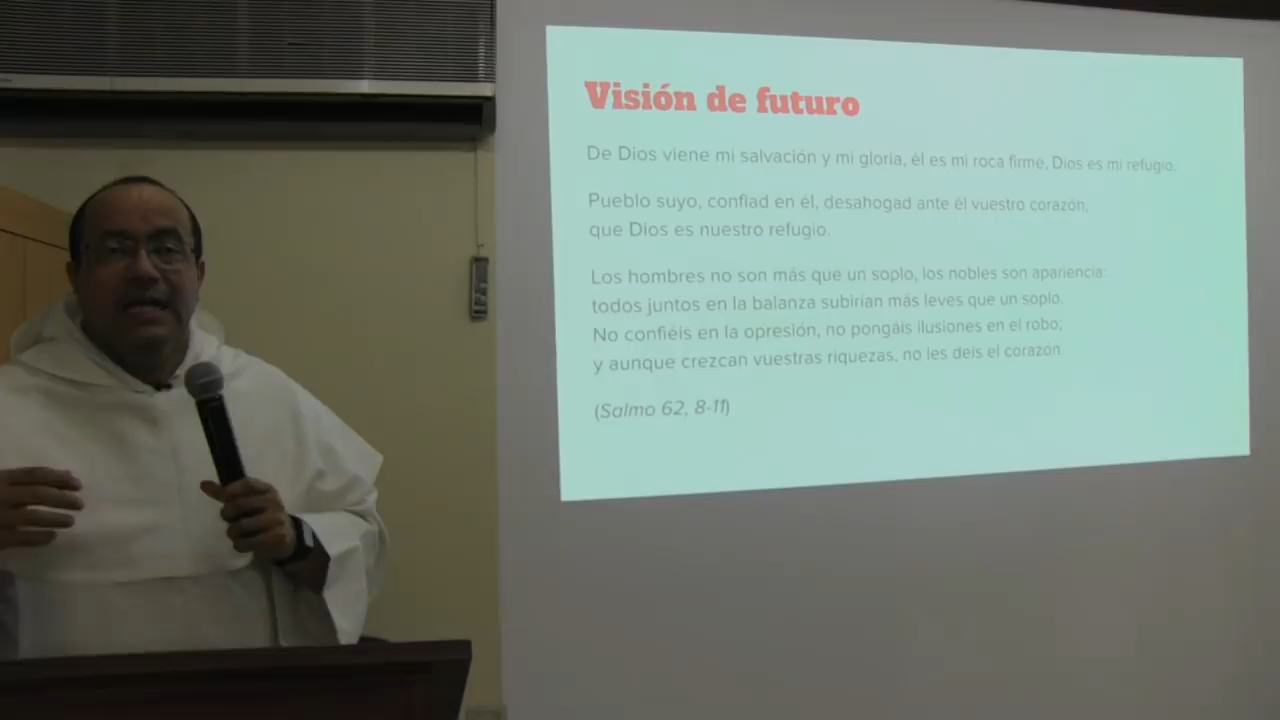 Visión de futuro
De Dios viene mi salvación y mi gloria, él es mi roca firme, Dios es mi refugio.
Pueblo suyo, confiad en él, desahogad ante él vuestro corazón,
que Dios es nuestro refugio.
Los hombres no son más que un soplo, los nobles son apariencia:
todos juntos en la balanza subirían más leves que un soplo.
No confiéis en la opresión, no pongáis ilusiones en el robo;
y aunque crezcan vuestras riquezas, no les deis el corazón.
(Salmo 62, 8-11)